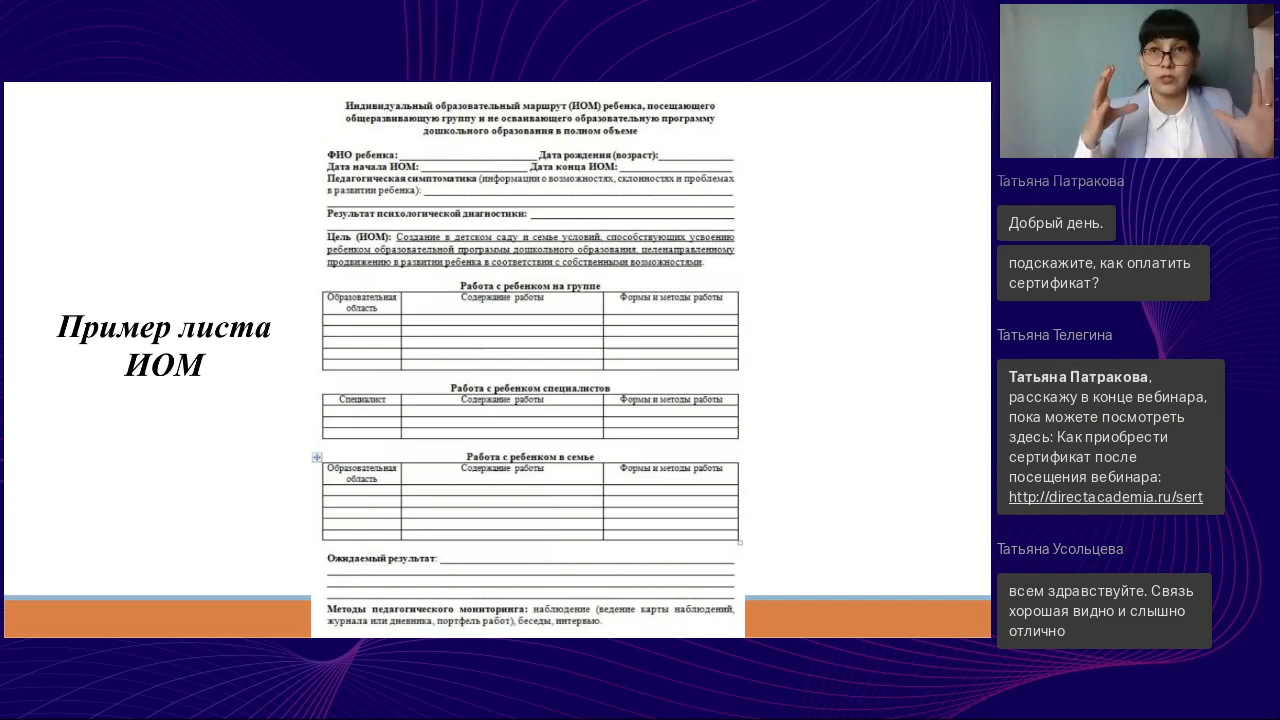 Пример листа
ИОМ
Индивидуальный образовательный маршрут (ИОМ) ребенка, посещающего
общеразвивающую группу и не осваивающего образовательную программу
дошкольного образования в полном объеме
ФИО ребенка: Дата рождения (возраст):
Дата начала ИОМ: Дата конца ИОМ:
Педагогическая симптоматика (информации о возможностях, склонностях и проблемах
в развитии ребенка):
Результат психологической диагностики:
Цель (ИОМ): Создание в детском саду и семье условий, способствующих усвоению
ребенком образовательной программы дошкольного образования, целенаправленному
продвижению в развитии ребенка в соответствии с собственными возможностями.
Работа с ребенком на группе
Образовательная область Содержание работы Формы и методы работы
Работа с ребенком специалистов
Специалист Содержание работы Формы и методы работы
Работа с ребенком в семье
Образовательная область Содержание работы Формы и методы работы
Ожидаемый результат:
Методы педагогического мониторинга: наблюдение (ведение карты наблюдений,
журнала или дневника, портфель работ), беседы, интервью.
Татьяна Патракова
Добрый день.
подскажите, как оплатить
сертификат?
Татьяна Телегина
Татьяна Патракова,
расскажу в конце вебинара,
пока можете посмотреть
здесь: Как приобрести
сертификат после
посещения вебинара:
http://directacademia.ru/sert
Татьяна Усольцева
всем здравствуйте. Связь
хорошая видно и слышно
отлично